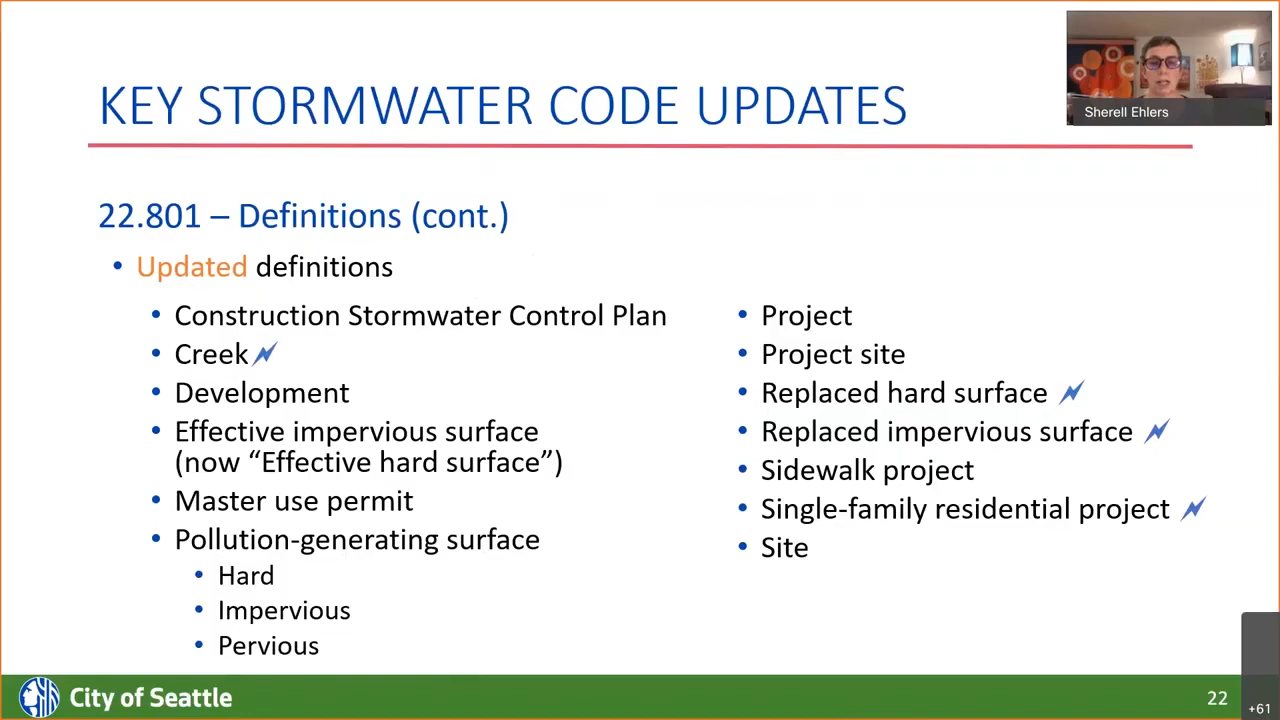 KEY STORMWATER CODE UPDATES
Sherell Ehlers
22.801 – Definitions (cont.)
• Updated definitions
• Construction Stormwater Control Plan
• Creek
• Development
• Effective impervious surface
(now “Effective hard surface”)
• Master use permit
• Pollution-generating surface
• Hard
• Impervious
• Pervious
• Project
• Project site
• Replaced hard surface
• Replaced impervious surface
• Sidewalk project
• Single-family residential project
• Site
City of Seattle
22
+61